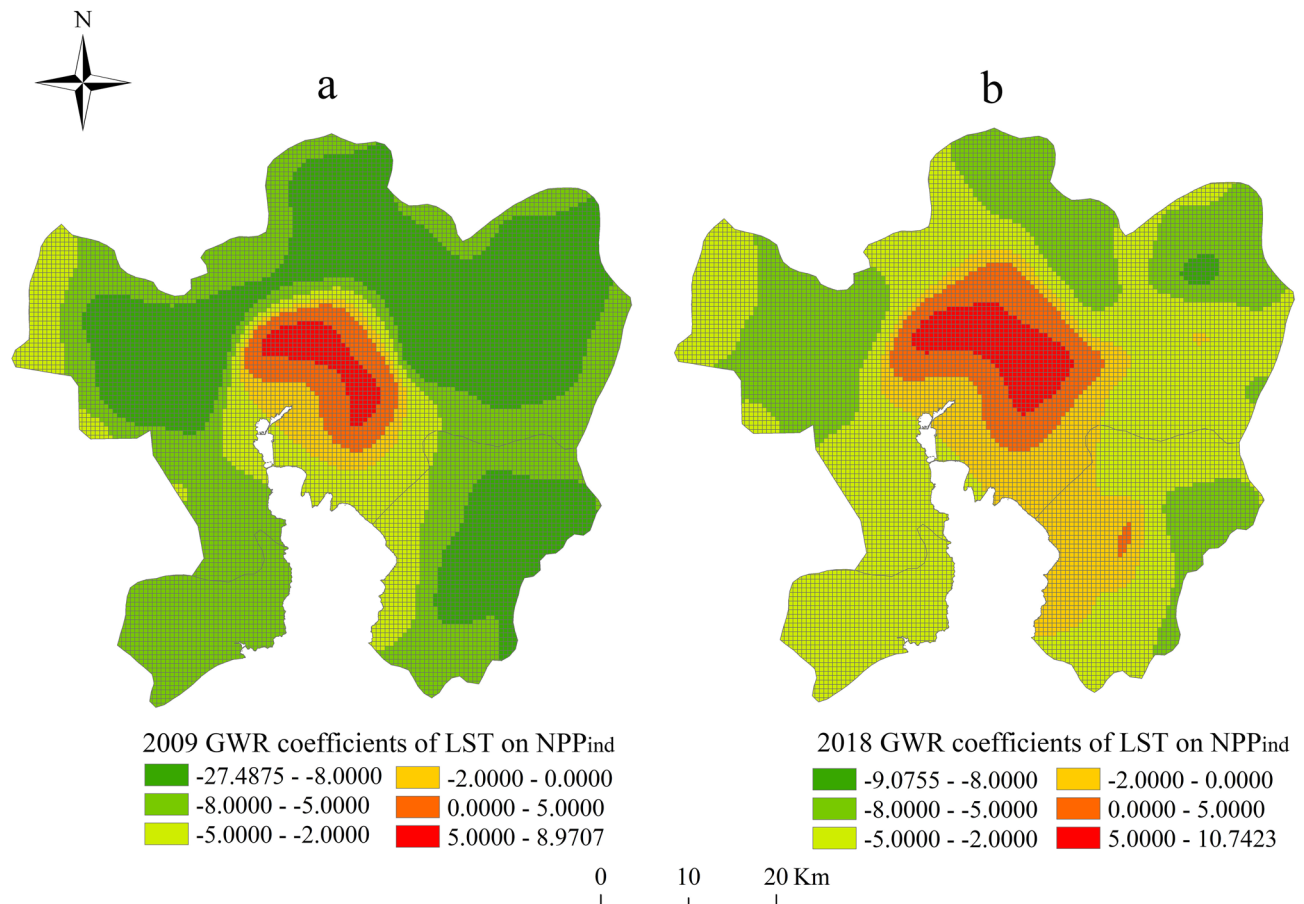 N
a
b
2009 GWR coefficients of LST on NPPind
-27.4875 - -8.0000
-8.0000 - -5.0000
-5.0000 - -2.0000
-2.0000 - 0.0000
0.0000 - 5.0000
5.0000 - 8.9707
2018 GWR coefficients of LST on NPPind
-9.0755 - -8.0000
-8.0000 - -5.0000
-5.0000 - -2.0000
-2.0000 - 0.0000
0.0000 - 5.0000
5.0000 - 10.7423
0 10 20 Km